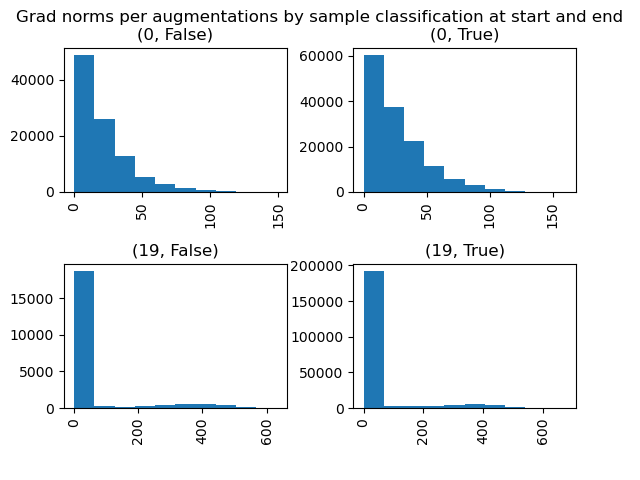 Grad norms per augmentations by sample classification at start and end
(0, False) (0, True)
40000
20000
0
0 50 100 150
60000
40000
20000
0
0 50 100 150
(19, False) (19, True)
15000
10000
5000
0
0 200 400 600
200000
150000
100000
50000
0
0 200 400 600